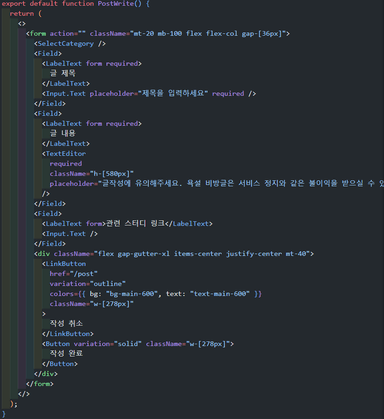 export default function PostWrite() {
  return (
    <>
      <form action="" className="mt-20 mb-100 flex flex-col gap-[36px]">
        <SelectCategory />
        <Field>
          <LabelText form required>
            글 제목
          </LabelText>
          <Input.Text placeholder="제목을 입력하세요" required />
        </Field>
        <Field>
          <LabelText form required>
            글 내용
          </LabelText>
          <TextEditor
            required
            className="h-[580px]"
            placeholder="글작성에 유의해주세요. 욕설 비방글은 서비스 정지와 같은 불이익을 받으실 수 있
          />
        </Field>
        <Field>
          <LabelText form>관련 스터디 링크</LabelText>
          <Input.Text />
        </Field>
        <div className="flex gap-gutter-xl items-center justify-center mt-40">
          <LinkButton
            href="/post"
            variation="outline"
            colors={{ bg: "bg-main-600", text: "text-main-600" }}
            className="w-[278px]"
          >
            작성 취소
          </LinkButton>
          <Button variation="solid" className="w-[278px]">
            작성 완료
          </Button>
        </div>
      </form>
    </>
  );
}